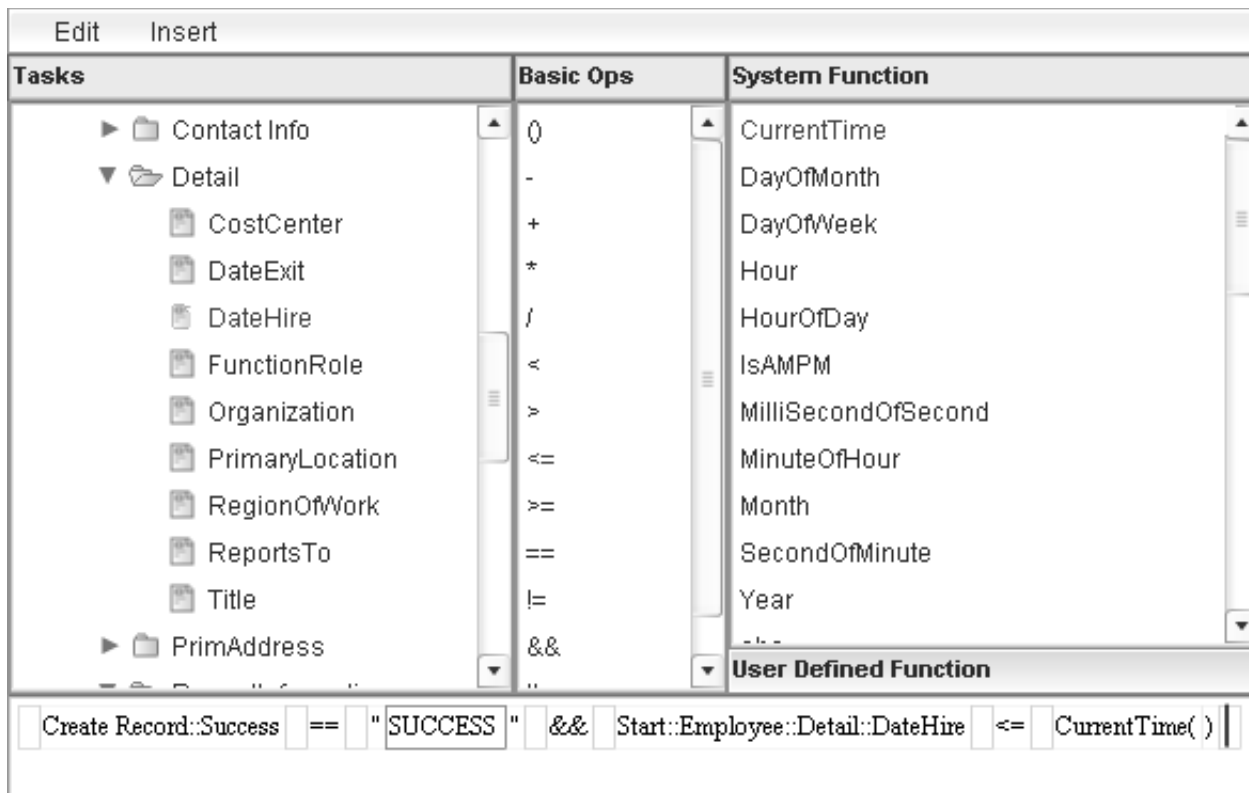 Edit Insert
Tasks
Contact Info
Detail
CostCenter
DateExit
DateHire
FunctionRole
Organization
PrimaryLocation
RegionOfWork
ReportsTo
Title
PrimAddress
Basic Ops
()
-
+
*
/
<
>
<=
>=
==
!=
&&
System Function
CurrentTime
DayOfMonth
DayOfWeek
Hour
HourOfDay
IsAMPM
MilliSecondOfSecond
MinuteOfHour
Month
SecondOfMinute
Year
User Defined Function
Create Record::Success == "SUCCESS" && Start::Employee::Detail::DateHire <= CurrentTime( )